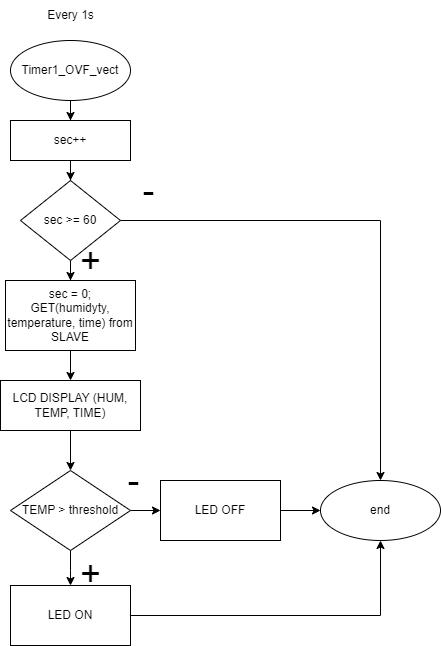 Every 1s
Timer1_OVF_vect
sec++
-
sec >= 60
+
sec = 0;
GET(humidyty,
temperature, time) from
SLAVE
LCD DISPLAY (HUM,
TEMP, TIME)
-
TEMP > threshold
LED OFF
end
+
LED ON